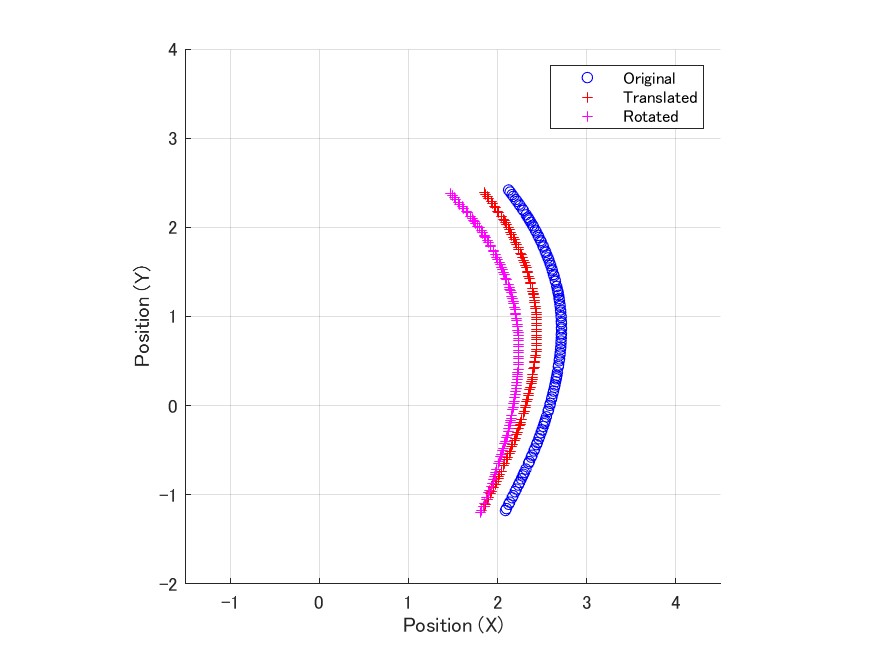 4
3
2
1
0
-1
-2
-1
0
1
2
3
4
Position (X)
Position (Y)
Original
Translated
Rotated